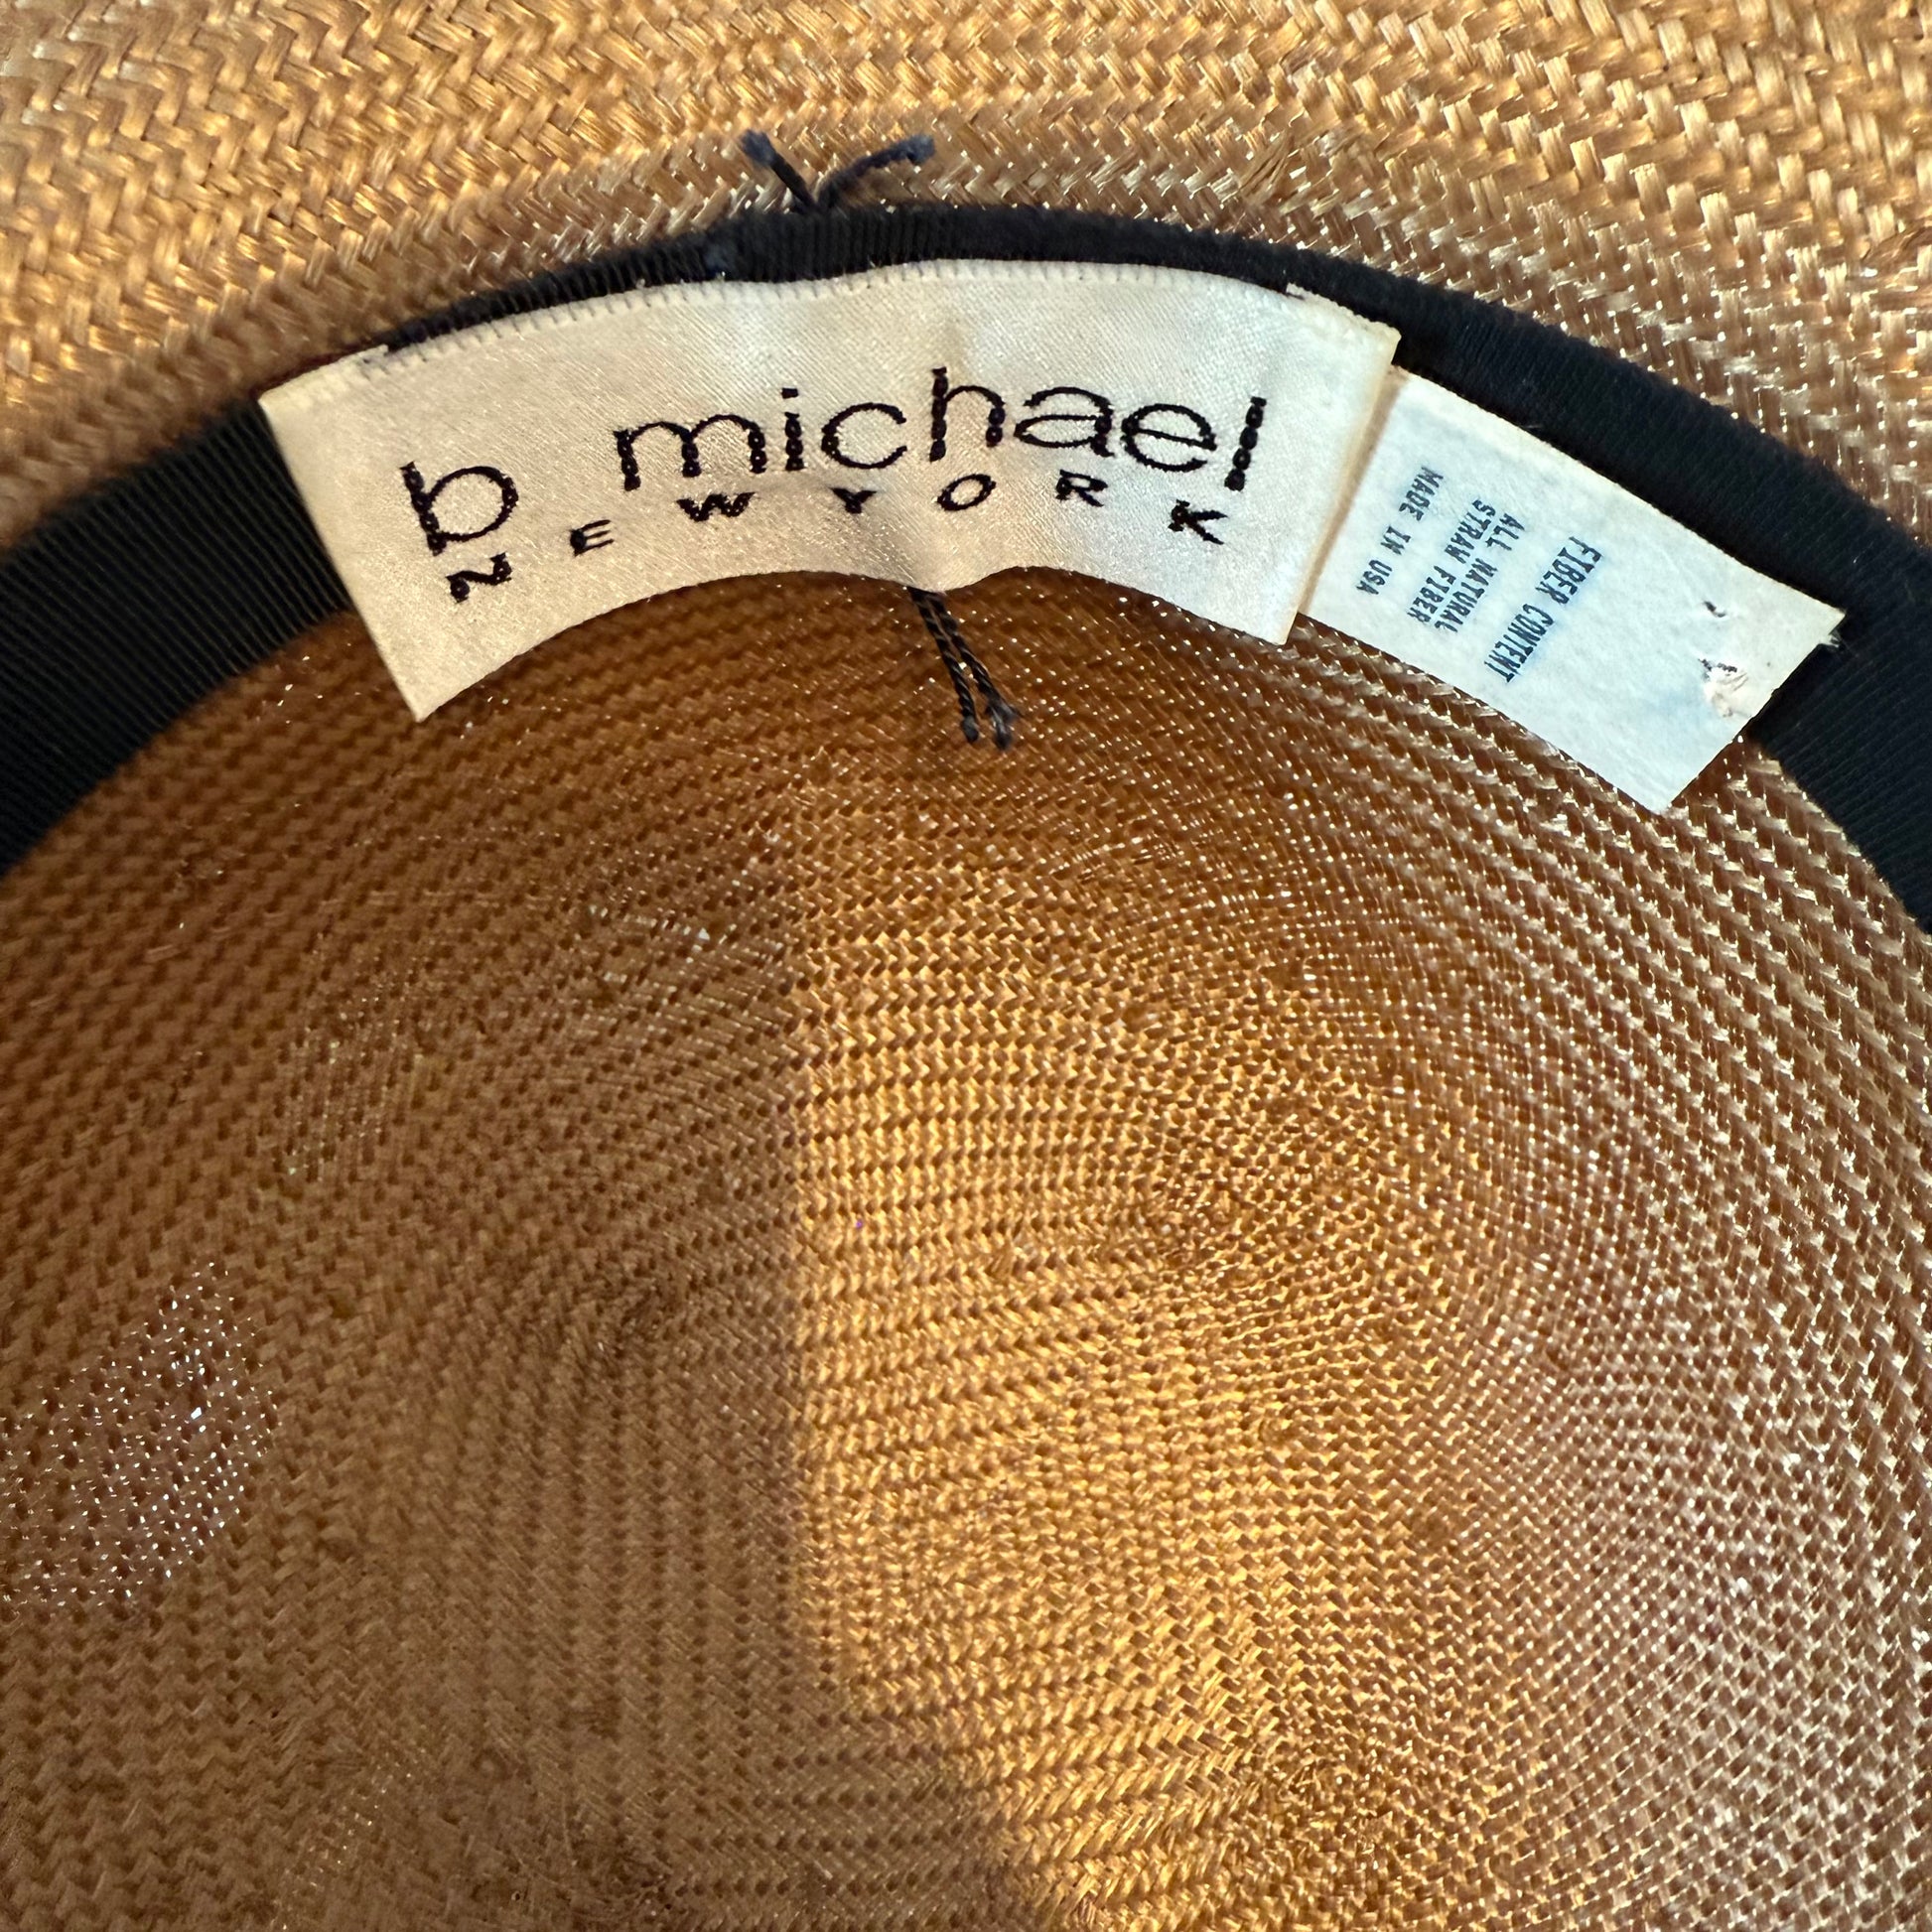 b michael
NEW YORK
FIBER CONTENT
ALL NATURAL
STRAW FIBER
MADE IN USA